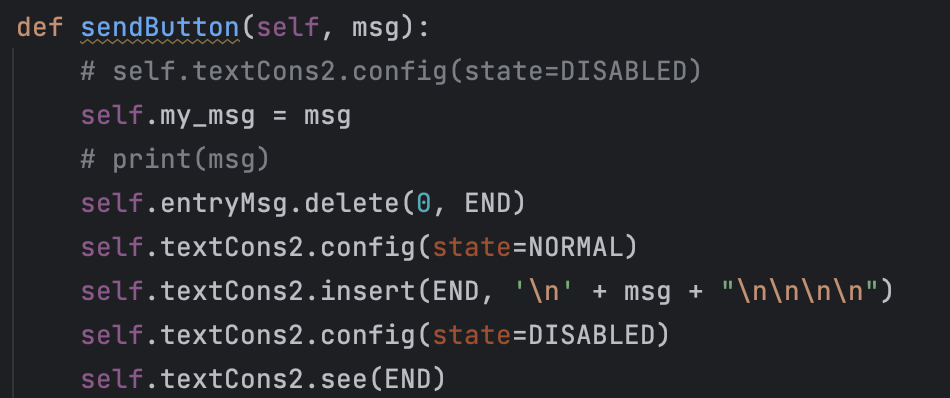 def sendButton(self, msg):
    # self.textCons2.config(state=DISABLED)
    self.my_msg = msg
    # print(msg)
    self.entryMsg.delete(0, END)
    self.textCons2.config(state=NORMAL)
    self.textCons2.insert(END, '\n' + msg + "\n\n\n\n")
    self.textCons2.config(state=DISABLED)
    self.textCons2.see(END)